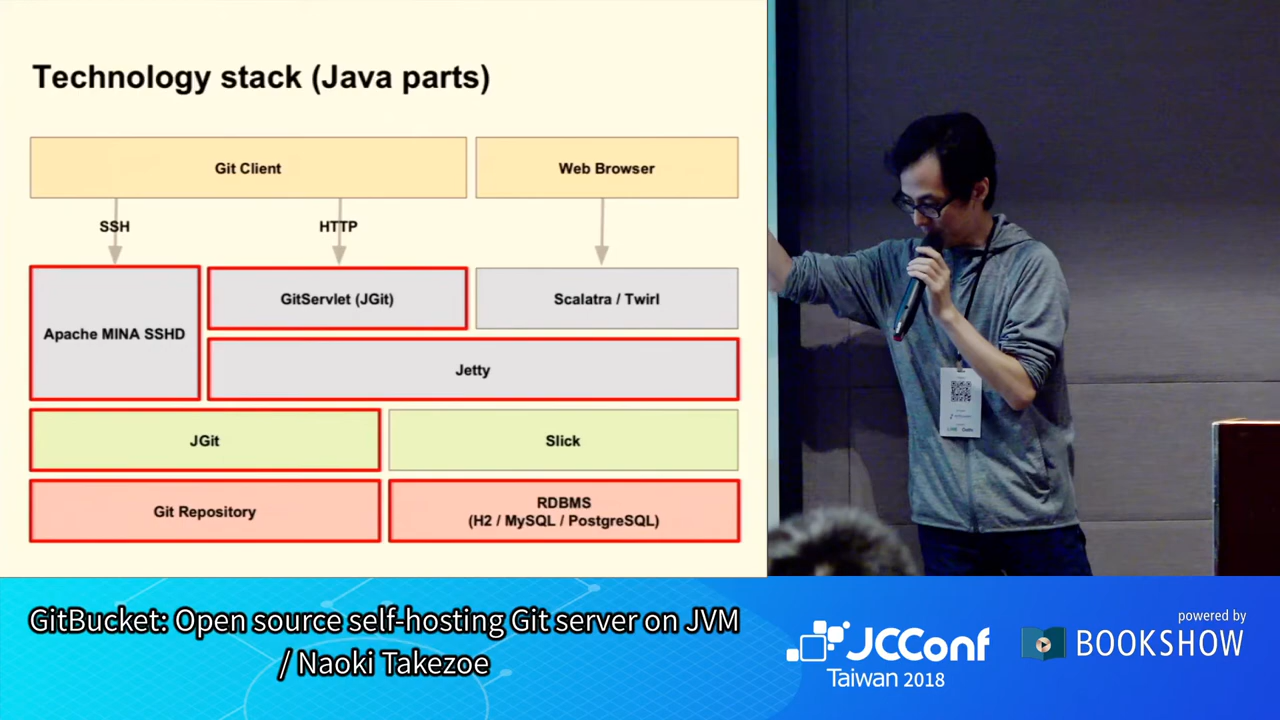 Technology stack (Java parts)
Git Client
Web Browser
SSH
HTTP
Apache MINA SSHD
GitServlet (JGit)
Scalatra / Twirl
Jetty
JGit
Slick
Git Repository
RDBMS
(H2 / MySQL / PostgreSQL)
GitBucket: Open source self-hosting Git server on JVM
/ Naoki Takezoe
JCConf
Taiwan 2018
powered by
BOOKSHOW